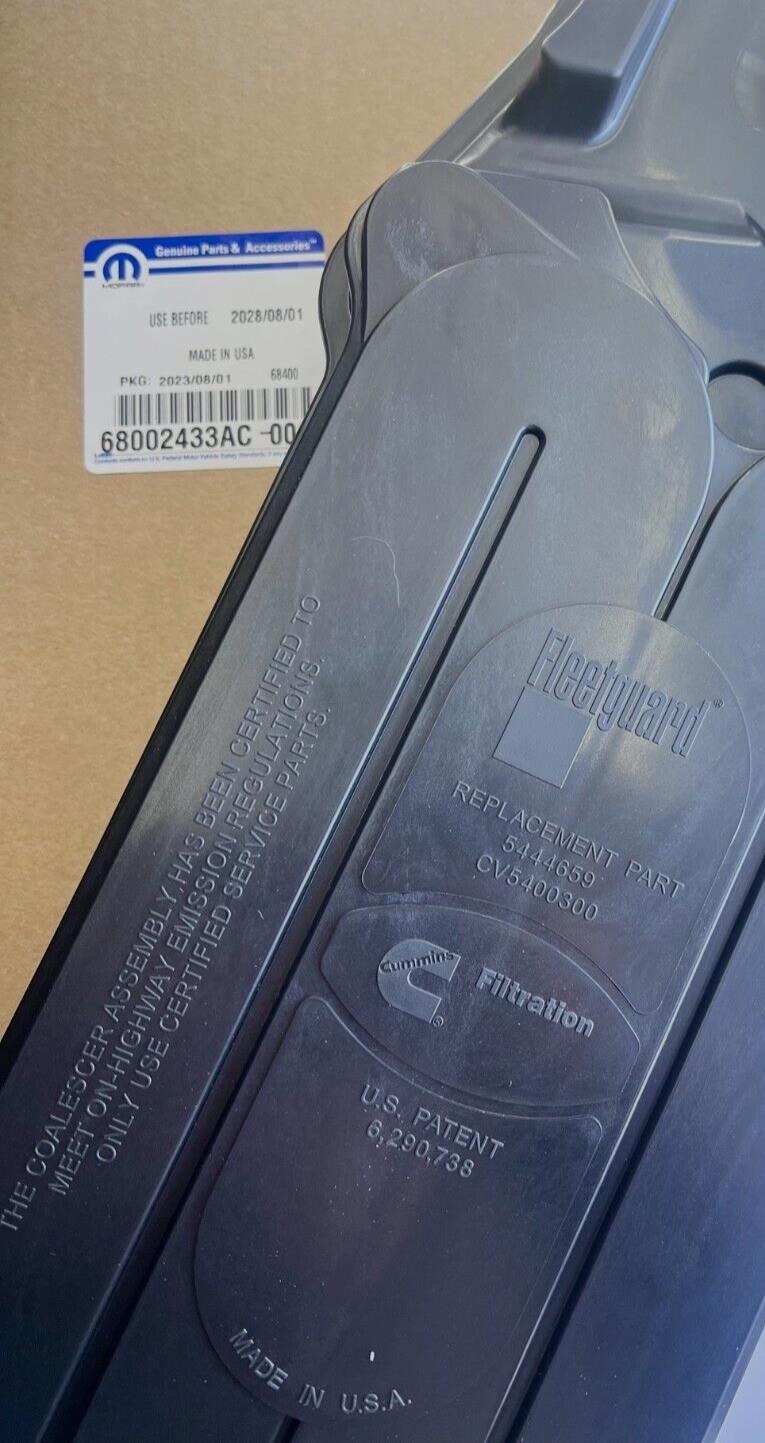 Genuine Parts & Accessories™
MOPAR®
USE BEFORE 2028/08/01
MADE IN USA
PKG: 2023/08/01 68400
68002433AC -00
THE COALESCER ASSEMBLY HAS BEEN CERTIFIED TO
MEET ON-HIGHWAY EMISSION REGULATIONS.
ONLY USE CERTIFIED SERVICE PARTS.
Fleetguard®
REPLACEMENT PART
5444659
CV5400300
Cummins ®
Filtration
U.S. PATENT
6,290,738
MADE IN U.S.A.